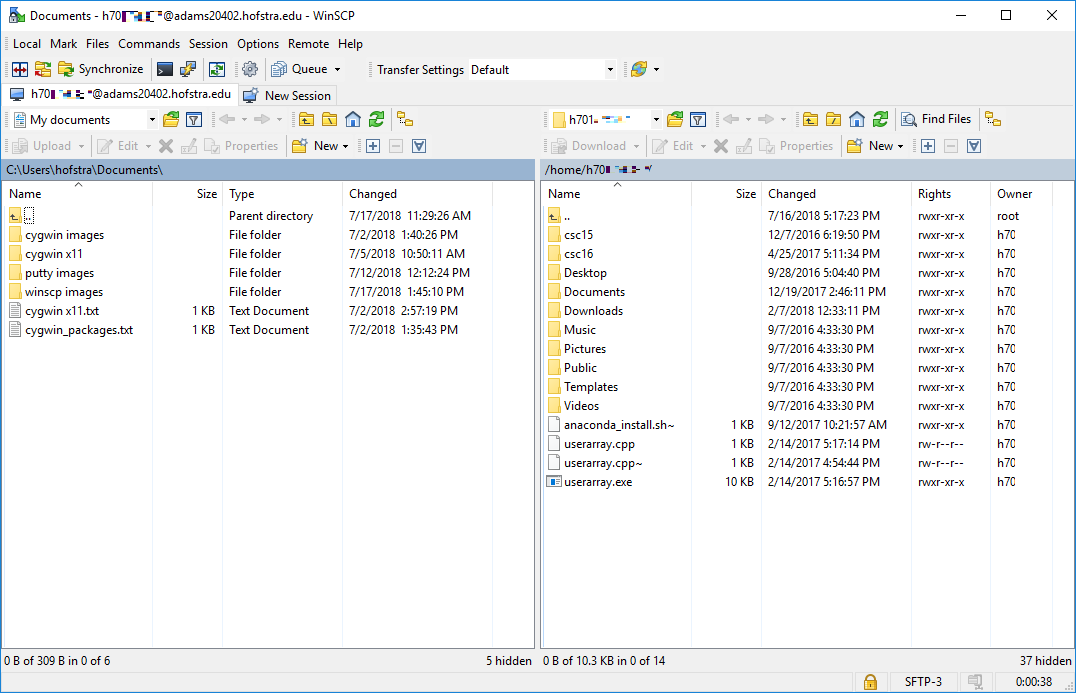 Documents - h70 @adams20402.hofstra.edu - WinSCP
Local Mark Files Commands Session Options Remote Help
Synchronize Queue Transfer Settings Default
h70 @adams20402.hofstra.edu New Session
My documents h701 Find Files
Upload Edit Properties New Download Edit Properties New
C:\Users\hofstra\Documents\ /home/h70
Name Size Type Changed Name Size Changed Rights Owner
.. Parent directory 7/17/2018 11:29:26 AM .. 7/16/2018 5:17:23 PM rwxr-xr-x root
cygwin images File folder 7/2/2018 1:40:26 PM csc15 12/7/2016 6:19:50 PM rwxr-xr-x h70
cygwin x11 File folder 7/5/2018 10:50:11 AM csc16 4/25/2017 5:11:34 PM rwxr-xr-x h70
putty images File folder 7/12/2018 12:12:24 PM Desktop 9/28/2016 5:04:40 PM rwxr-xr-x h70
winscp images File folder 7/17/2018 1:45:10 PM Documents 12/19/2017 2:46:11 PM rwxr-xr-x h70
cygwin x11.txt 1 KB Text Document 7/2/2018 2:57:19 PM Downloads 2/7/2018 12:33:11 PM rwxr-xr-x h70
cygwin_packages.txt 1 KB Text Document 7/2/2018 1:35:43 PM Music 9/7/2016 4:33:30 PM rwxr-xr-x h70
Pictures 9/7/2016 4:33:30 PM rwxr-xr-x h70
Public 9/7/2016 4:33:30 PM rwxr-xr-x h70
Templates 9/7/2016 4:33:30 PM rwxr-xr-x h70
Videos 9/7/2016 4:33:30 PM rwxr-xr-x h70
anaconda_install.sh~ 1 KB 9/12/2017 10:21:57 AM rwxr-xr-x h70
userarray.cpp 1 KB 2/14/2017 5:17:14 PM rw-r--r-- h70
userarray.cpp~ 1 KB 2/14/2017 4:54:44 PM rw-r--r-- h70
userarray.exe 10 KB 2/14/2017 5:16:57 PM rwxr-xr-x h70
0 B of 309 B in 0 of 6 5 hidden 0 B of 10.3 KB in 0 of 14 37 hidden
SFTP-3 0:00:38